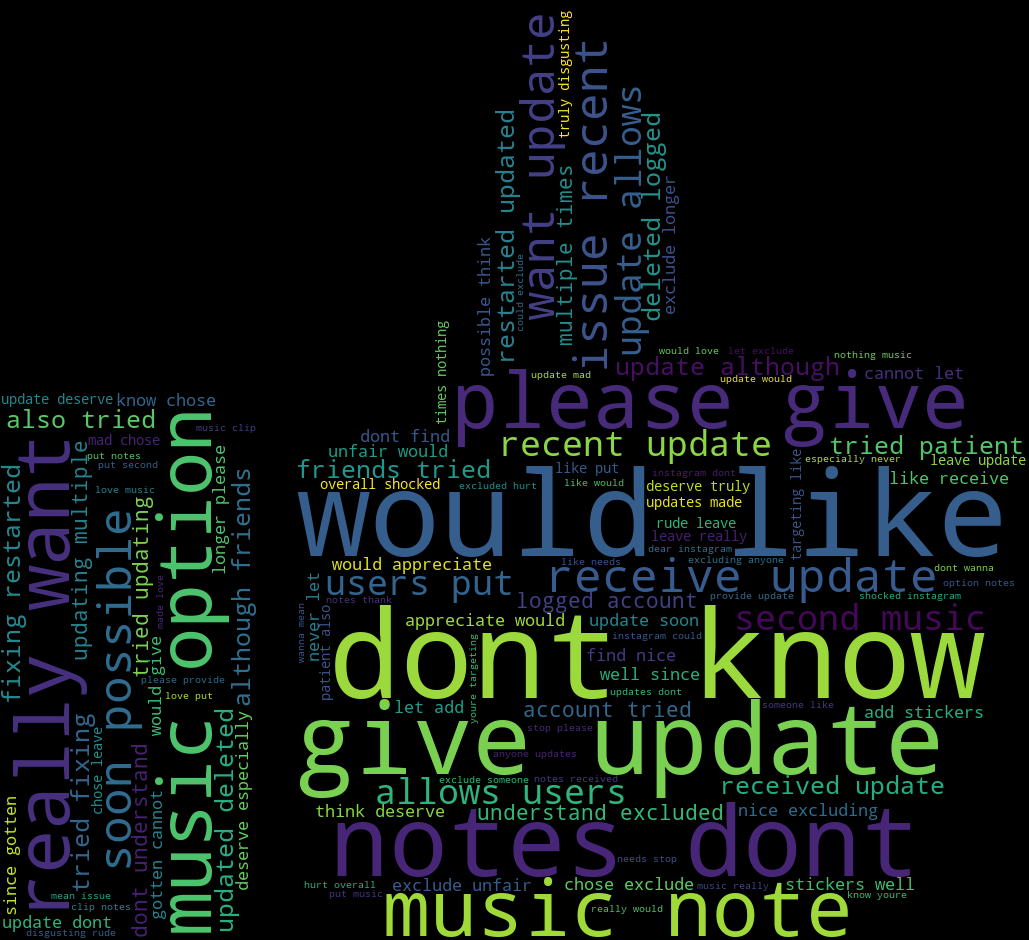 want update
truly disgusting
issue recent
update allows
deleted logged
exclude longer
multiple times
restarted updated
could exclude
possible think
times nothing
would love
let exclude
nothing music
update although
cannot let
update mad
update would
please give
recent update
tried patient
dont find
unfair would
friends tried
like put
especially never
leave update
overall shocked
excluded hurt
like would
instagram dont
deserve truly
updates made
targeting like
like receive
would like
rude leave
leave really
dear instagram
excluding anyone
would appreciate
like needs
dont wanna
users put
receive update
option notes
provide update
shocked instagram
never let
notes thank
logged account
second music
wanna mean
patient also
appreciate would
update soon
instagram could
dont know
find nice
well since
updates dont
youre targeting
let add
account tried
someone like
add stickers
give update
stop please
anyone updates
exclude someone
notes received
allows users
received update
think deserve
understand excluded
nice excluding
notes dont
needs stop
hurt overall
put music
exclude unfair
chose exclude
music really
stickers well
know youre
music note
really would
update deserve
know chose
also tried
mad chose
music clip
put notes
put second
love music
really want
fixing restarted
updating multiple
son possible
tried updating
music option
longer please
although friends
made love
would give
please provide
love put
tried fixing
chose leave
dont understand
gotten cannot
updated deleted
deserve especially
since gotten
mean issue
clip notes
update dont
disgusting rude